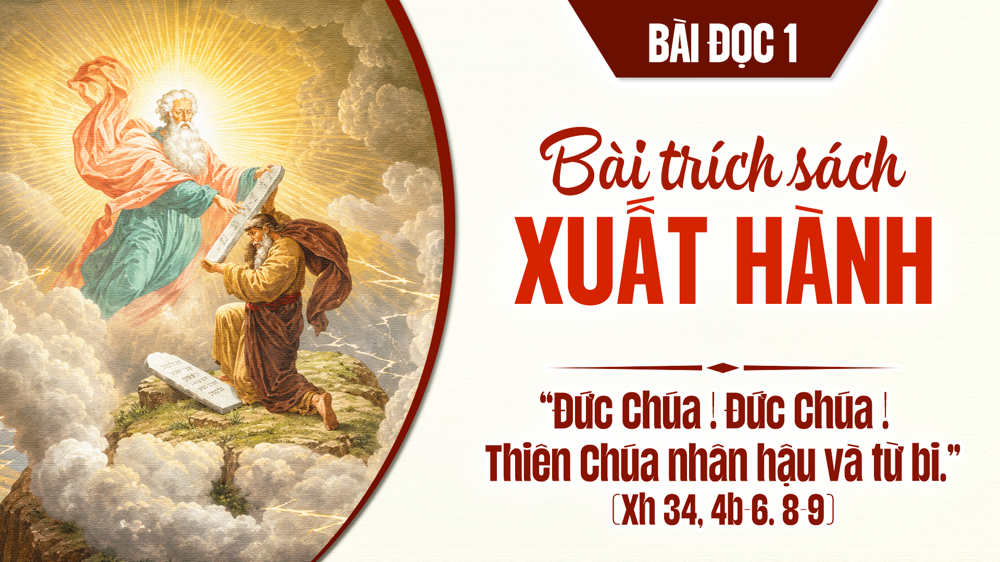 BÀI ĐỌC 1
Bài trích sách
XUẤT HÀNH
“Đức Chúa ! Đức Chúa !
Thiên Chúa nhân hậu và từ bi.”
(Xh 34, 4b-6. 8-9)